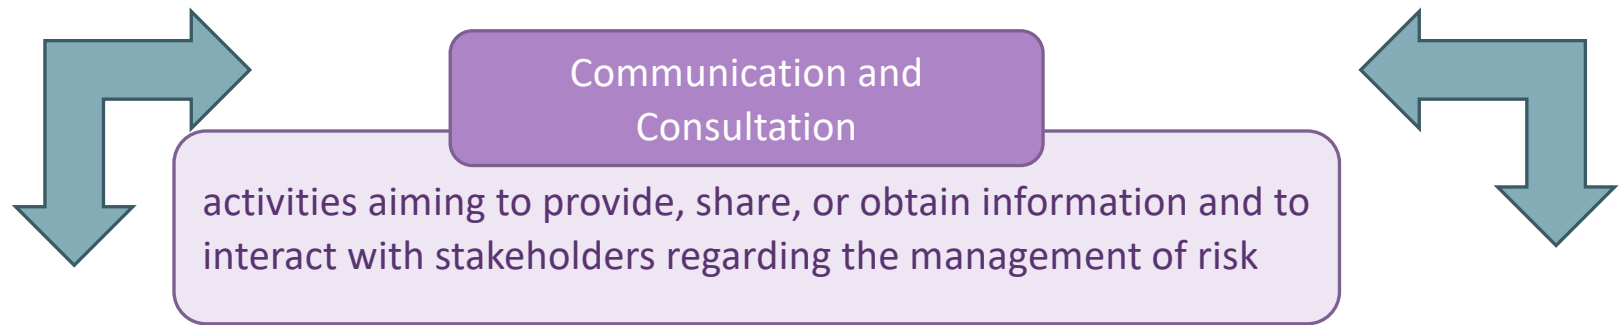 Communication and
Consultation
activities aiming to provide, share, or obtain information and to
interact with stakeholders regarding the management of risk